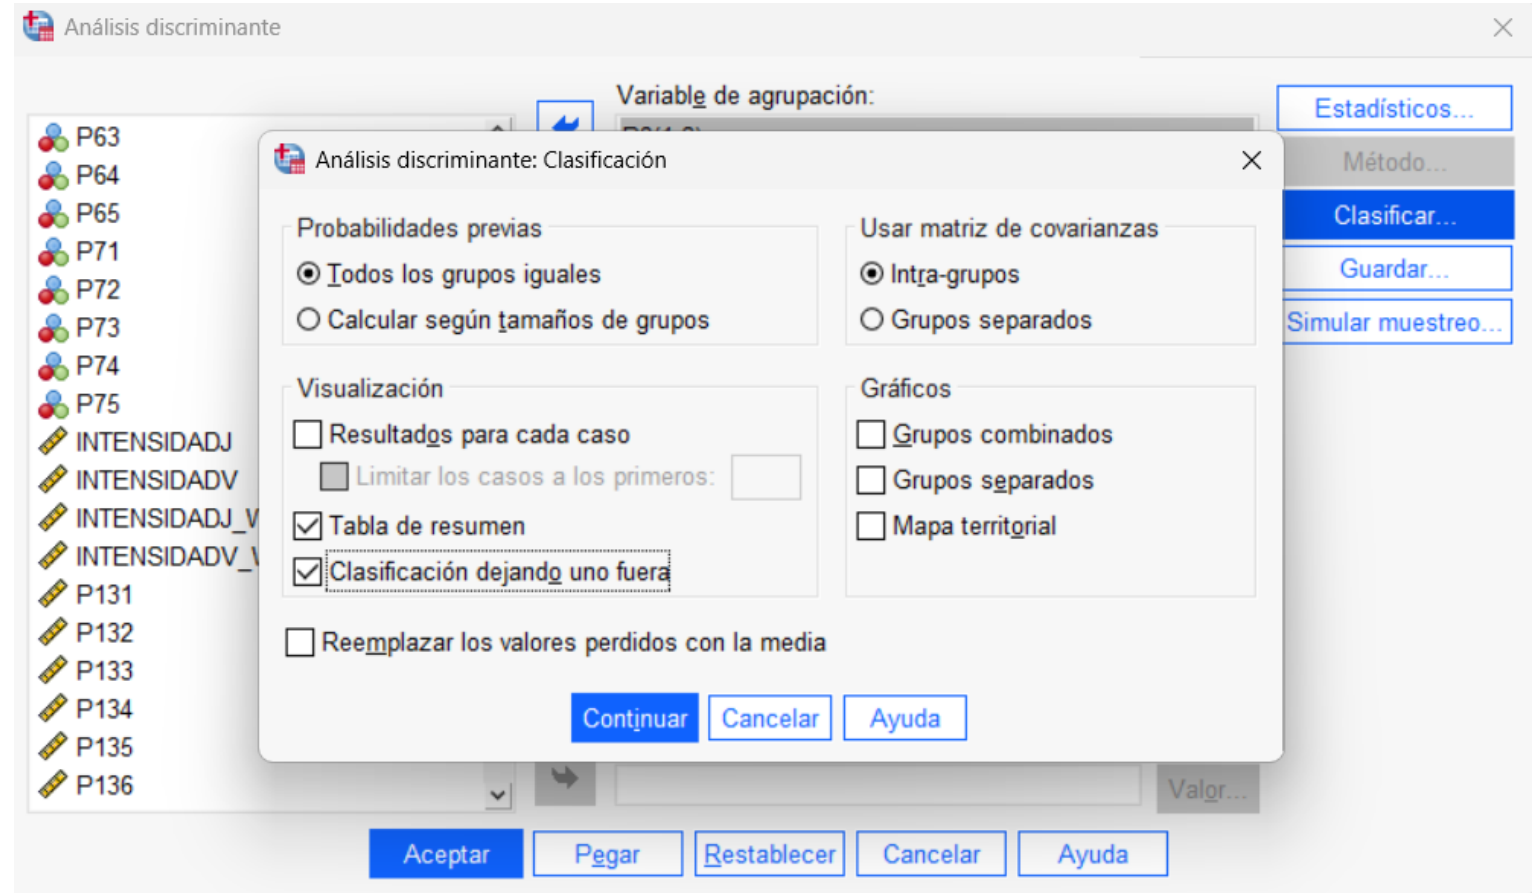 Análisis discriminante
Variable de agrupación:
Estadísticos...
Método...
Clasificar...
Guardar...
Simular muestreo...
P63
P64
P65
P71
P72
P73
P74
P75
INTENSIDADJ
INTENSIDADV
INTENSIDADJ_W
INTENSIDADV_
P131
P132
P133
P134
P135
P136
Análisis discriminante: Clasificación
Probabilidades previas
Todos los grupos iguales
Calcular según tamaños de grupos
Usar matriz de covarianzas
Intra-grupos
Grupos separados
Visualización
Resultados para cada caso
Limitar los casos a los primeros:
Tabla de resumen
Clasificación dejando uno fuera
Gráficos
Grupos combinados
Grupos separados
Mapa territorial
Reemplazar los valores perdidos con la media
Continuar
Cancelar
Ayuda
Valor...
Aceptar
Pegar
Restablecer
Cancelar
Ayuda